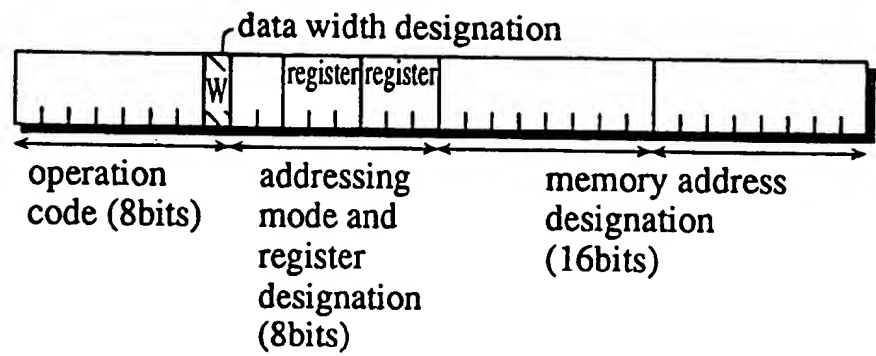 data width designation
W
register
register
operation
code (8bits)
addressing
mode and
register
designation
(8bits)
memory address
designation
(16bits)